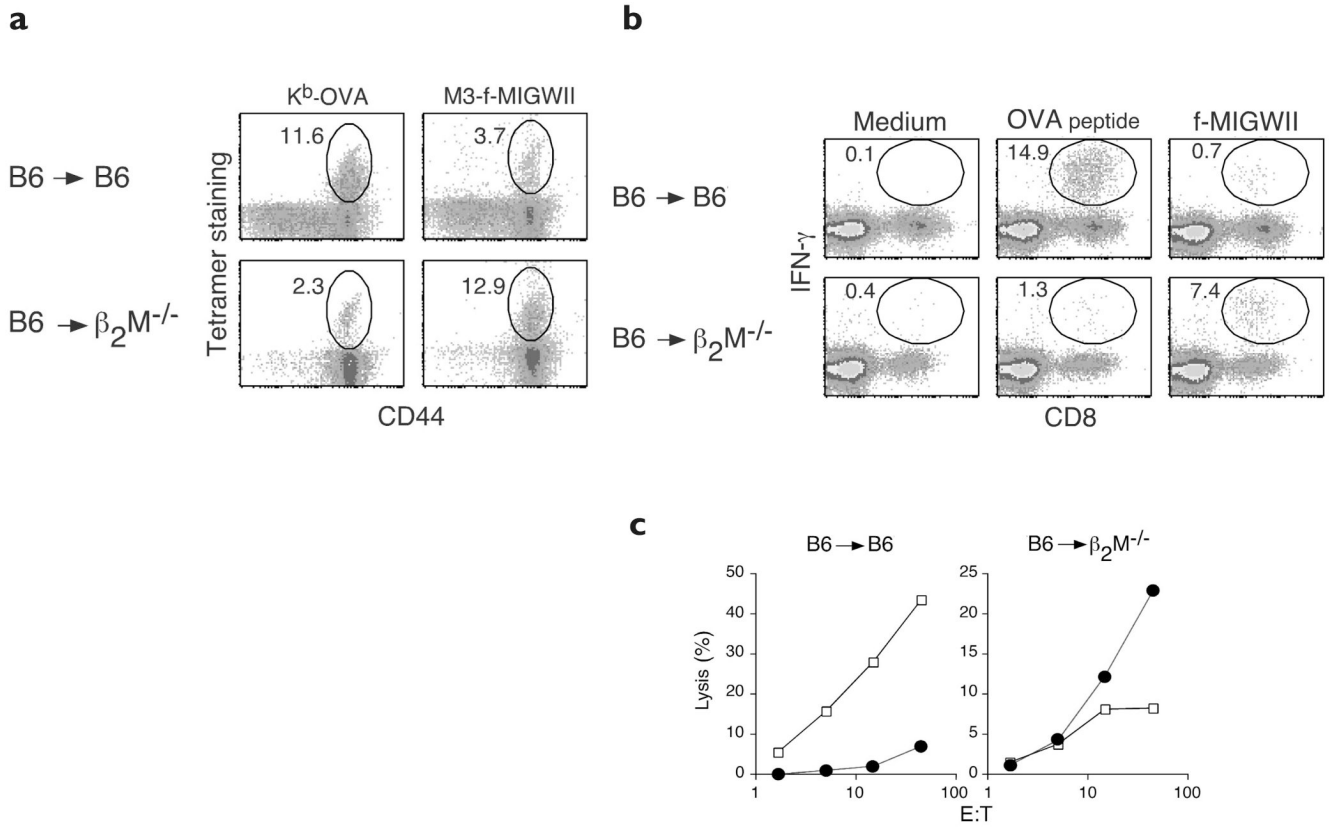 a
Kᵇ-OVA
M3-f-MIGWII
11.6
3.7
B6 → B6
2.3
12.9
B6 → β₂M⁻/⁻
Tetramer staining
CD44
b
Medium
OVA peptide
f-MIGWII
0.1
14.9
0.7
B6 → B6
0.4
1.3
7.4
B6 → β₂M⁻/⁻
IFN-γ
CD8
c
B6 → B6
B6 → β₂M⁻/⁻
50
40
30
20
10
0
Lysis (%)
1
10
100
25
20
15
10
5
0
1
10
100
E:T